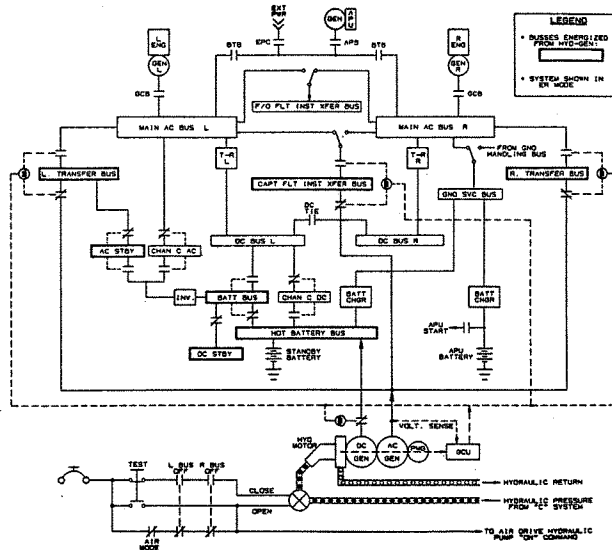 EXT
PWR
GEN
APU
LEGEND
• BUSSES ENERGIZED
FROM HYD-GEN:
• SYSTEM SHOWN IN
ER MODE
L
ENG
GEN
L
EPC
APB
BTB
BTB
R
ENG
GEN
R
GCB
GCB
F/O FLT INST XFER BUS
MAIN AC BUS L
MAIN AC BUS R
FROM GND
HANDLING BUS
T-R
L
T-R
R
L. TRANSFER BUS
CAPT FLT INST XFER BUS
GND SVC BUS
R. TRANSFER BUS
DC
TIE
DC BUS L
DC BUS R
AC STBY
CHAN C AC
INV.
BATT BUS
CHAN C DC
BATT
CHGR
BATT
CHGR
HOT BATTERY BUS
APU
START
DC STBY
STANDBY
BATTERY
APU
BATTERY
VOLT. SENSE
HYD
MOTOR
DC
GEN
AC
GEN
PMG
GCU
TEST
L BUS
OFF
R BUS
OFF
CLOSE
OPEN
HYDRAULIC RETURN
HYDRAULIC PRESSURE
FROM "C" SYSTEM
AIR
MODE
TO AIR DRIVE HYDRAULIC
PUMP "ON" COMMAND